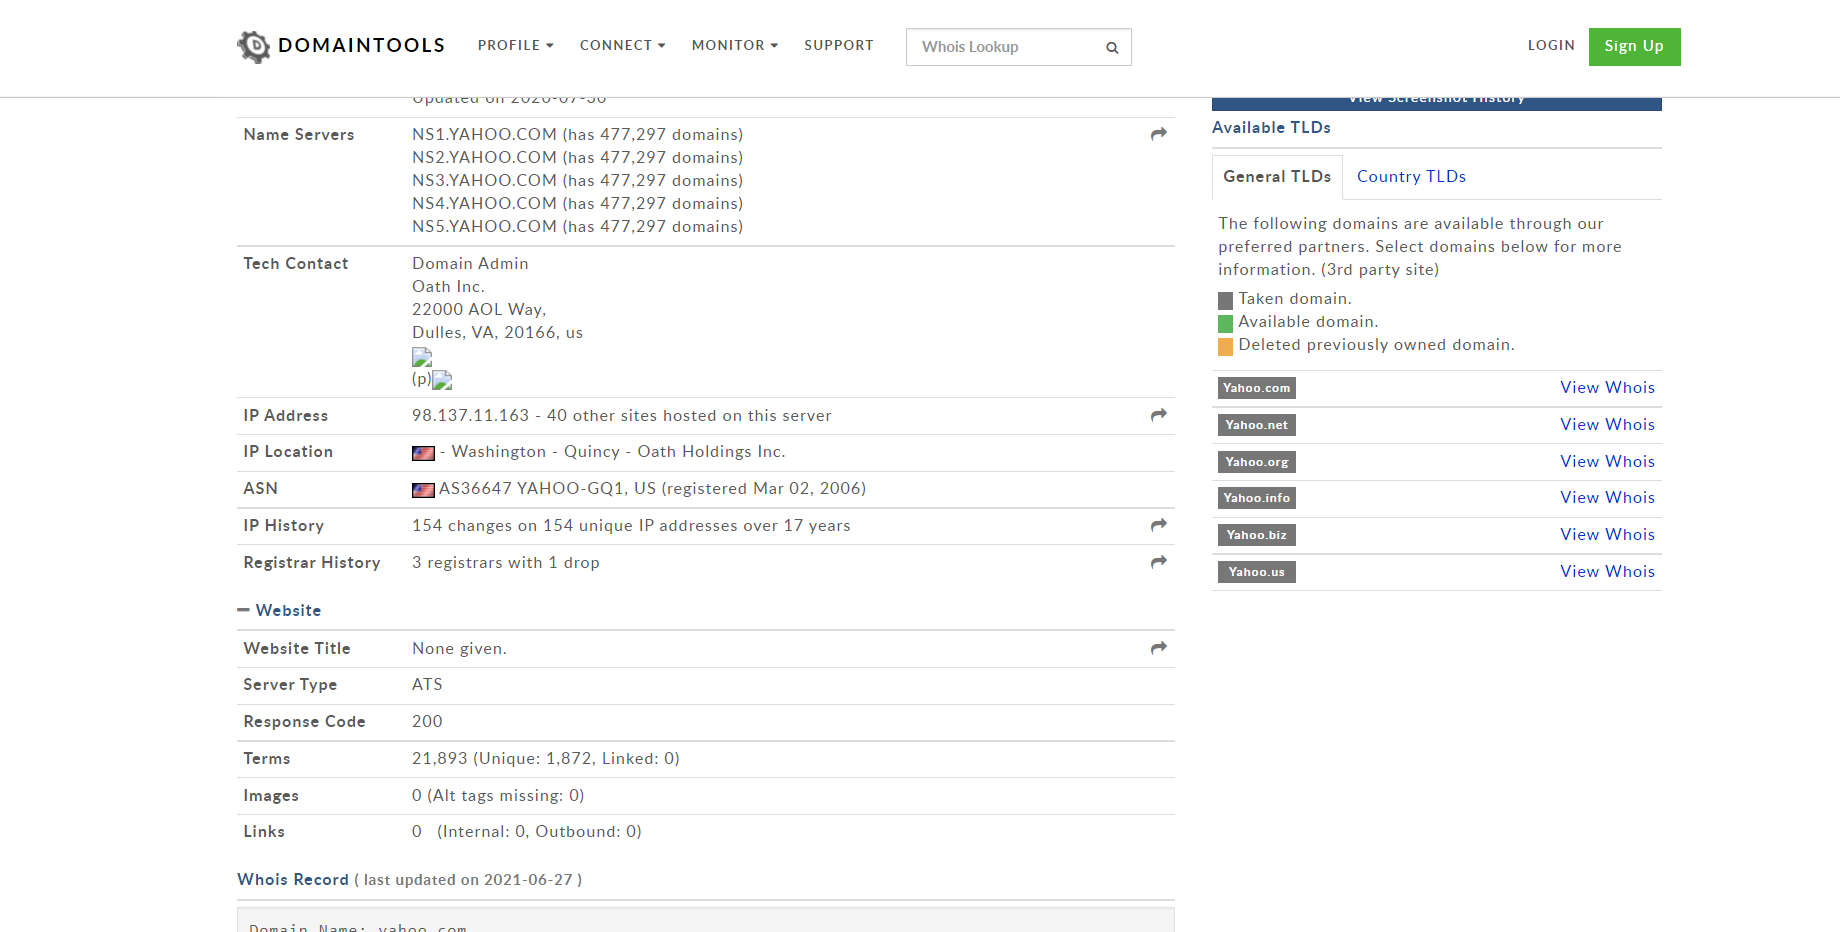 DOMAINTOOLS PROFILE CONNECT MONITOR SUPPORT Whois Lookup LOGIN Sign Up
Updated on 2020-07-30
Name Servers NS1.YAHOO.COM (has 477,297 domains)
NS2.YAHOO.COM (has 477,297 domains)
NS3.YAHOO.COM (has 477,297 domains)
NS4.YAHOO.COM (has 477,297 domains)
NS5.YAHOO.COM (has 477,297 domains)
Tech Contact Domain Admin
Oath Inc.
22000 AOL Way,
Dulles, VA, 20166, us
(p)
IP Address 98.137.11.163 - 40 other sites hosted on this server
IP Location - Washington - Quincy - Oath Holdings Inc.
ASN AS36647 YAHOO-GQ1, US (registered Mar 02, 2006)
IP History 154 changes on 154 unique IP addresses over 17 years
Registrar History 3 registrars with 1 drop
Website
Website Title None given.
Server Type ATS
Response Code 200
Terms 21,893 (Unique: 1,872, Linked: 0)
Images 0 (Alt tags missing: 0)
Links 0 (Internal: 0, Outbound: 0)
Whois Record ( last updated on 2021-06-27 )
Domain Name: yahoo.com
View Screenshot History
Available TLDs
General TLDs Country TLDs
The following domains are available through our
preferred partners. Select domains below for more
information. (3rd party site)
Taken domain.
Available domain.
Deleted previously owned domain.
Yahoo.com View Whois
Yahoo.net View Whois
Yahoo.org View Whois
Yahoo.info View Whois
Yahoo.biz View Whois
Yahoo.us View Whois